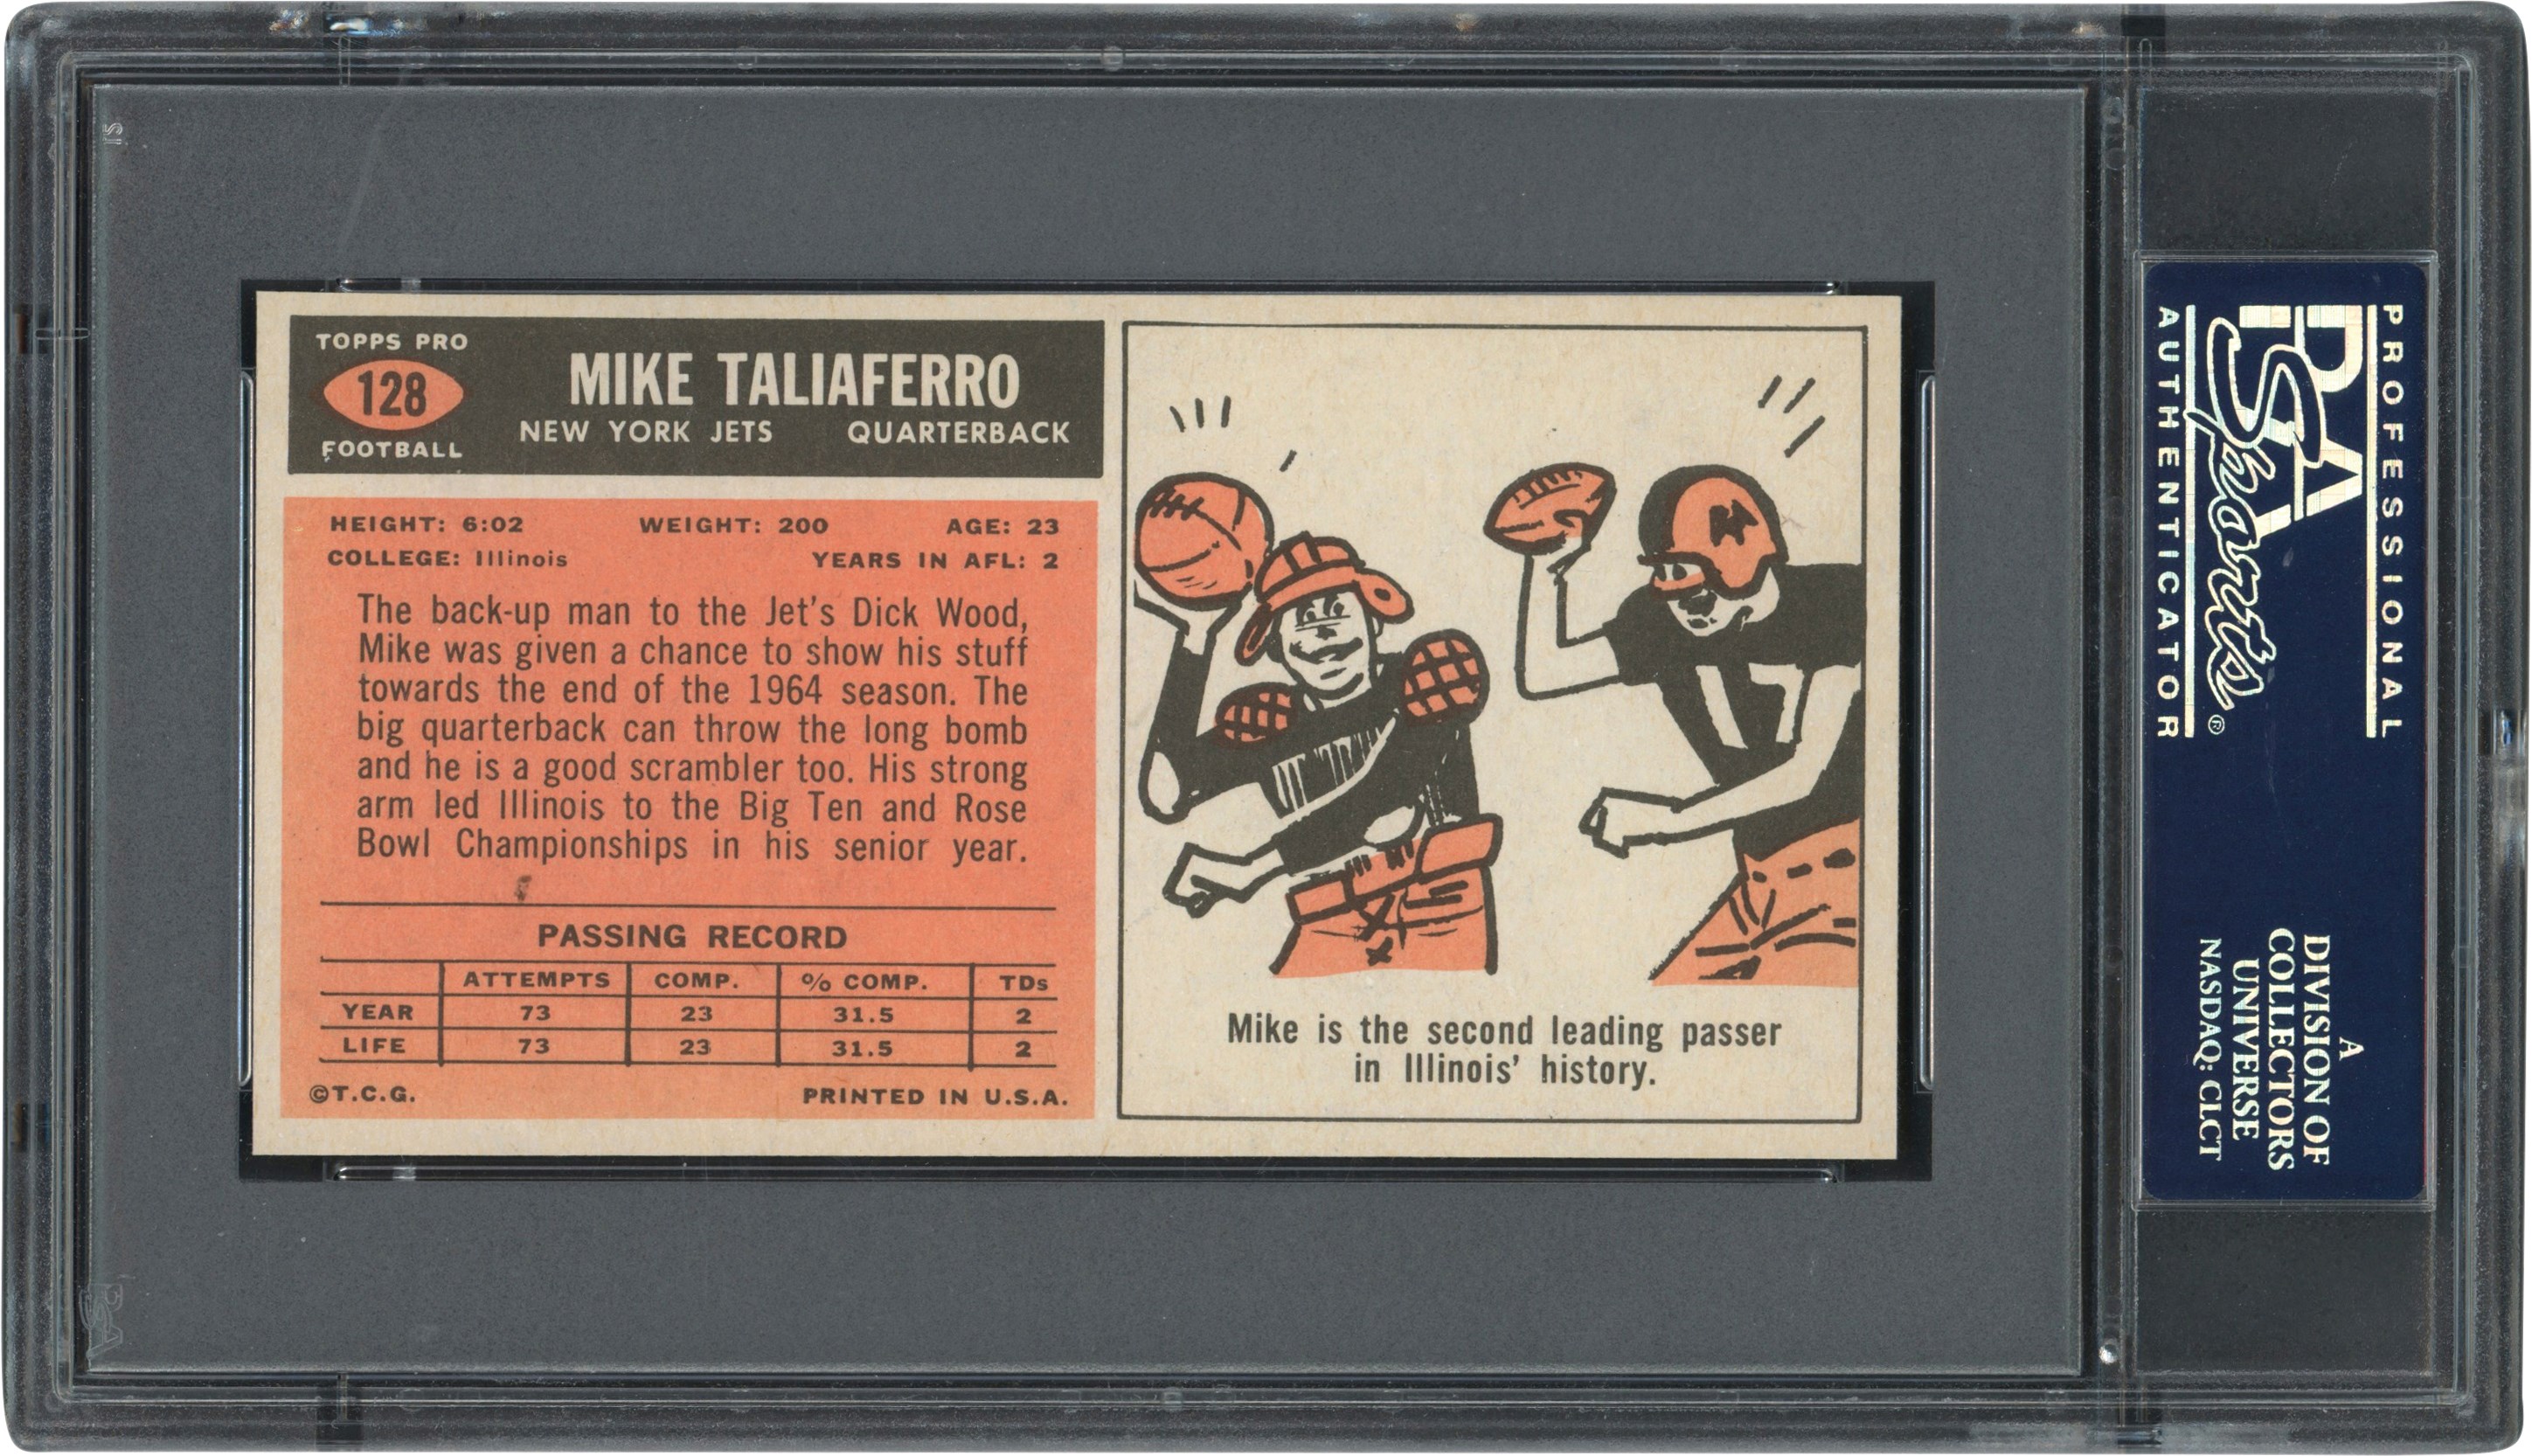 TOPPS PRO
128
FOOTBALL
MIKE TALIAFERRO
NEW YORK JETS QUARTERBACK
HEIGHT: 6:02 WEIGHT: 200 AGE: 23
COLLEGE: Illinois YEARS IN AFL: 2
The back-up man to the Jet's Dick Wood,
Mike was given a chance to show his stuff
towards the end of the 1964 season. The
big quarterback can throw the long bomb
and he is a good scrambler too. His strong
arm led Illinois to the Big Ten and Rose
Bowl Championships in his senior year.
PASSING RECORD
ATTEMPTS COMP. % COMP. TDs
YEAR 73 23 31.5 2
LIFE 73 23 31.5 2
©T.C.G. PRINTED IN U.S.A.
17
Mike is the second leading passer
in Illinois' history.
PROFESSIONAL
PSA
Sports®
AUTHENTICATOR
A
DIVISION OF
COLLECTORS
UNIVERSE
NASDAQ: CLCT
PSA